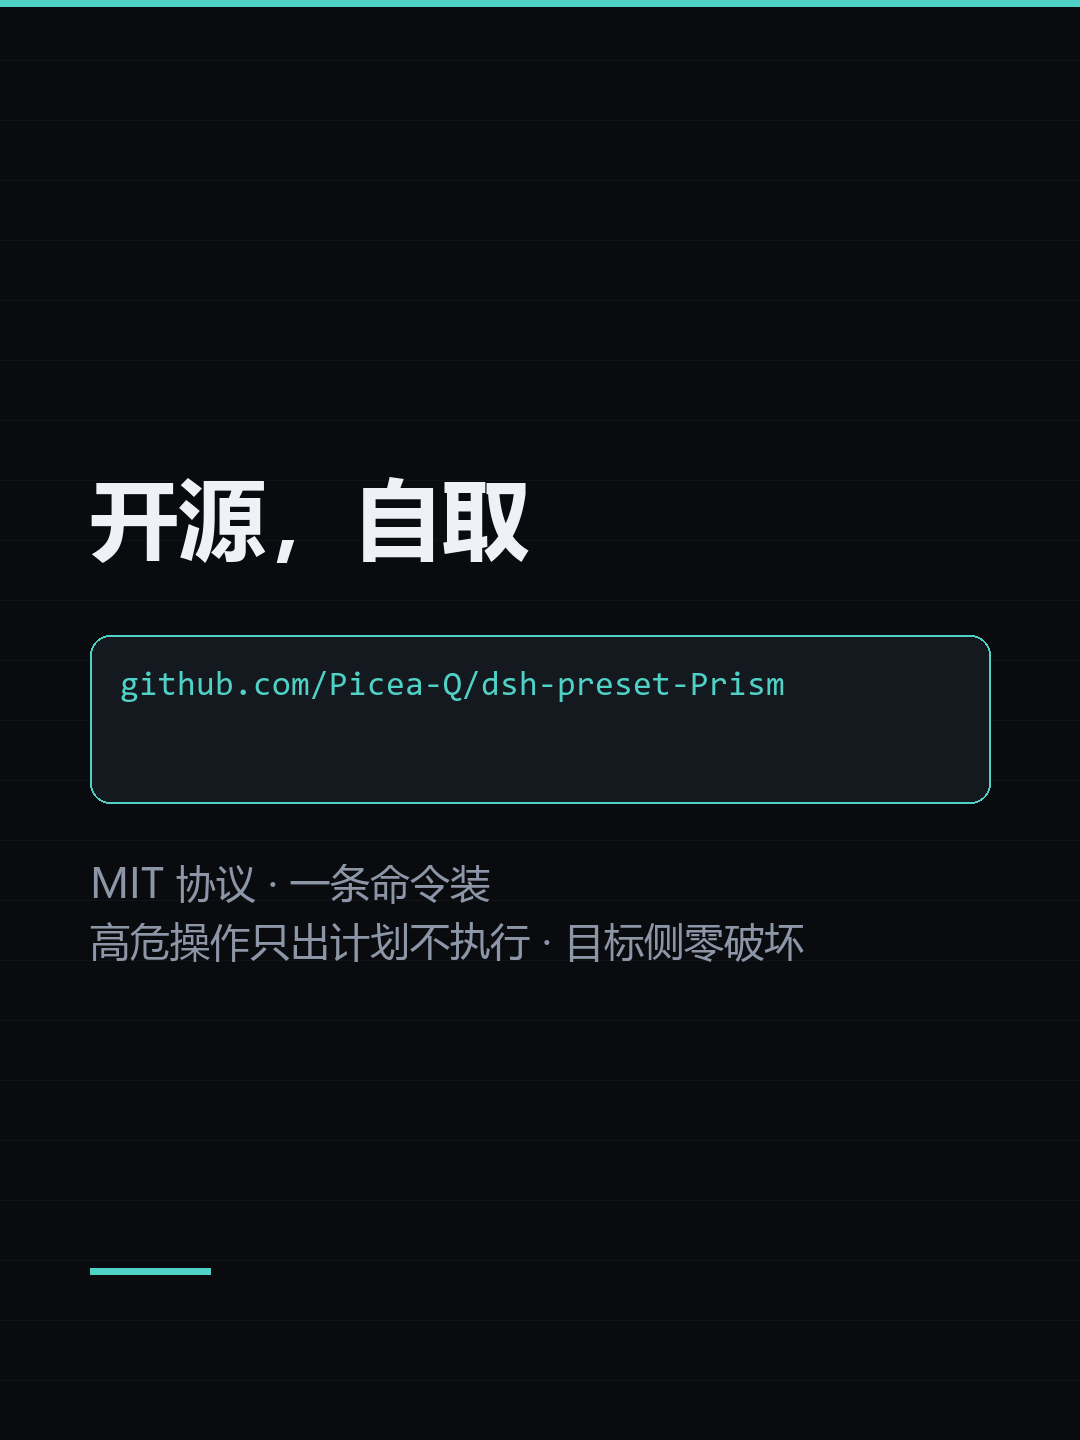 开源，自取
github.com/Picea-Q/dsh-preset-Prism
MIT 协议 · 一条命令装
高危操作只出计划不执行 · 目标侧零破坏